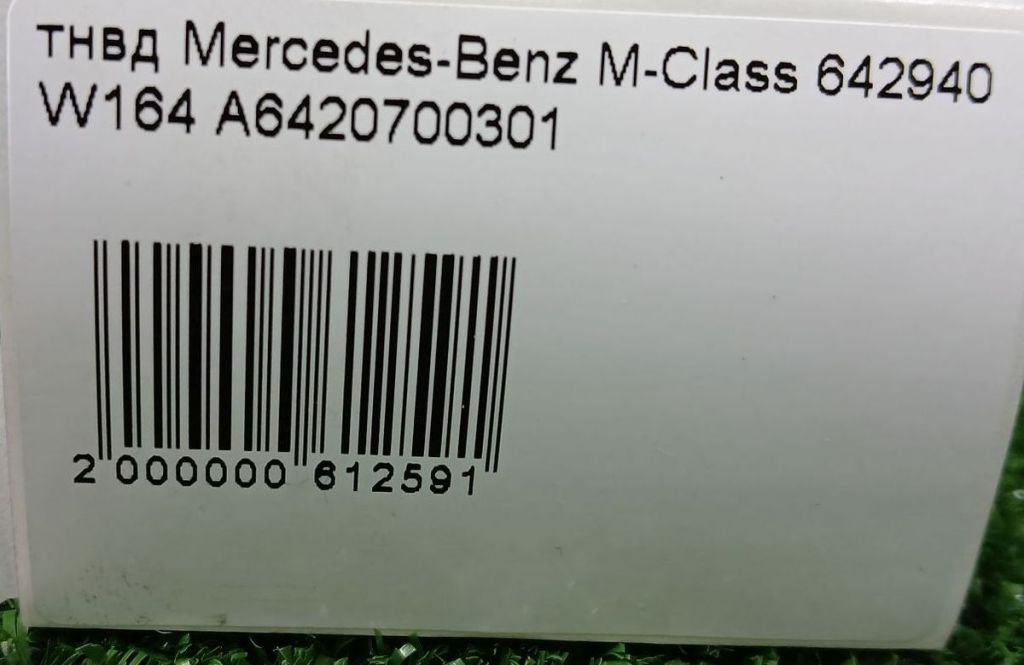 тнвд Mercedes-Benz M-Class 642940
W164 A6420700301
2 000000 612591